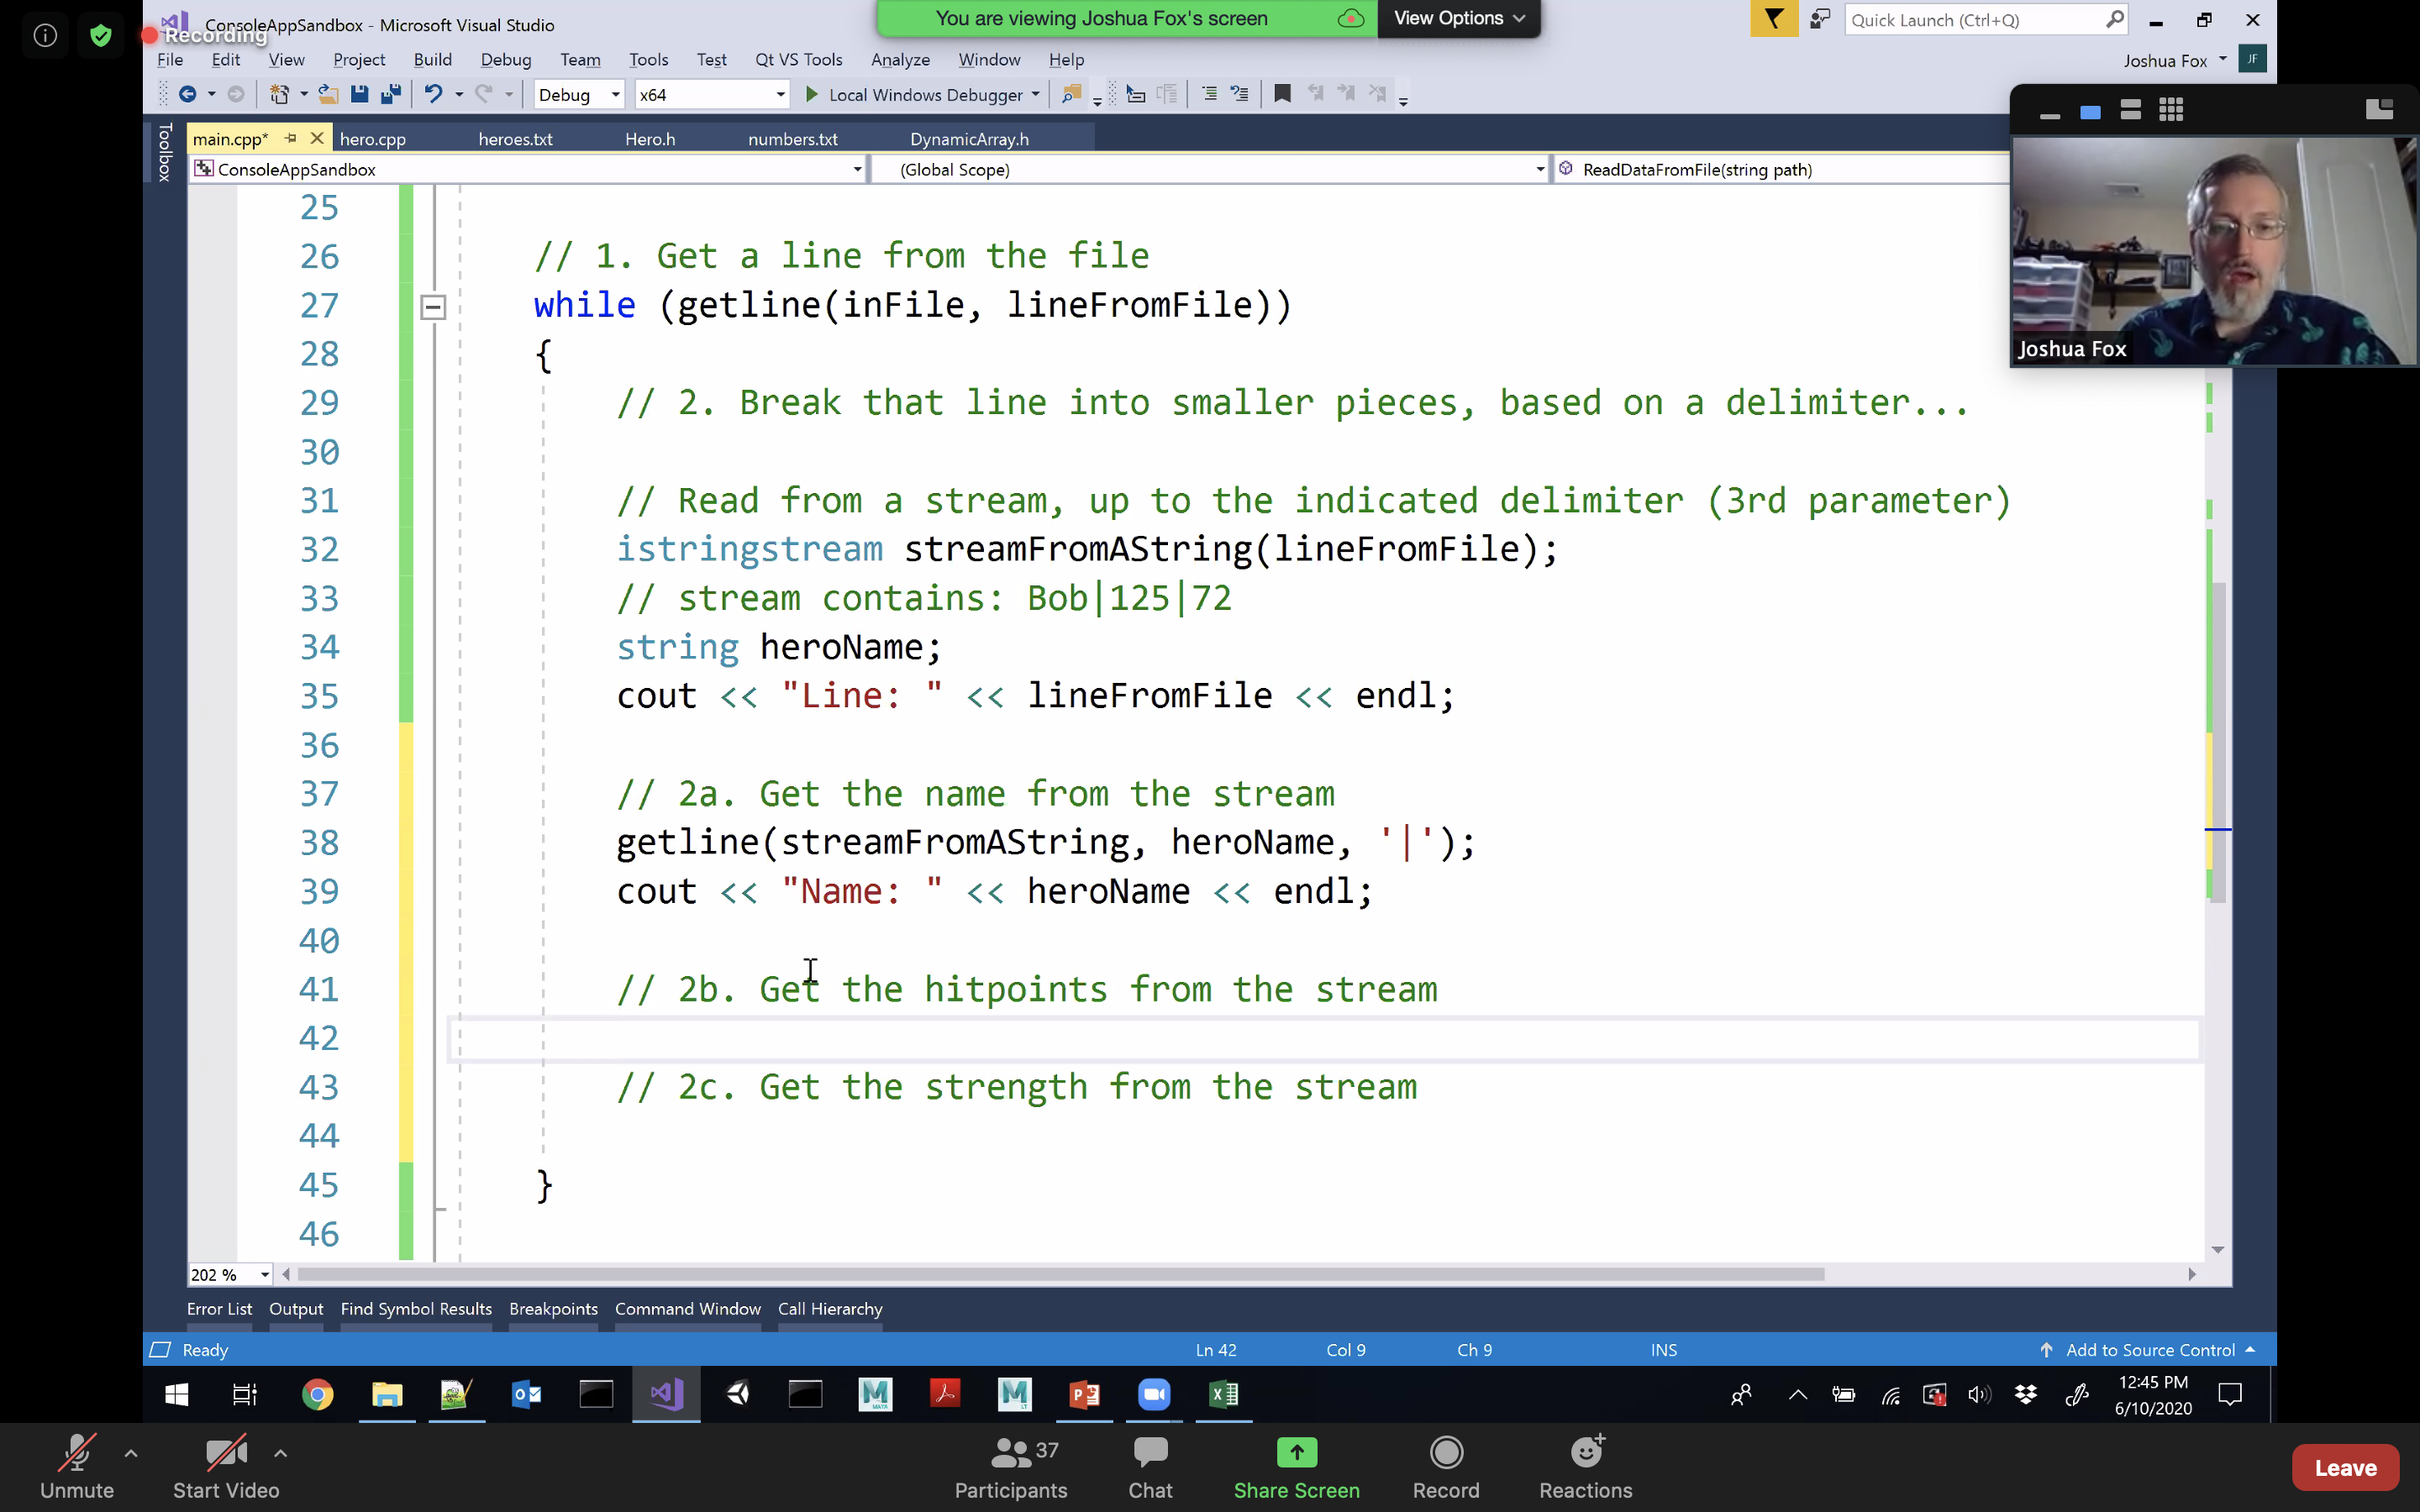 ConsoleAppSandbox - Microsoft Visual Studio
Recording
You are viewing Joshua Fox's screen
View Options
Quick Launch (Ctrl+Q)
File Edit View Project Build Debug Team Tools Test Qt VS Tools Analyze Window Help
Joshua Fox JF
Debug x64 Local Windows Debugger
Toolbox
main.cpp* hero.cpp heroes.txt Hero.h numbers.txt DynamicArray.h
ConsoleAppSandbox (Global Scope) ReadDataFromFile(string path)
Joshua Fox
25
26 // 1. Get a line from the file
27 while (getline(inFile, lineFromFile))
28 {
29 // 2. Break that line into smaller pieces, based on a delimiter...
30
31 // Read from a stream, up to the indicated delimiter (3rd parameter)
32 istringstream streamFromAString(lineFromFile);
33 // stream contains: Bob|125|72
34 string heroName;
35 cout << "Line: " << lineFromFile << endl;
36
37 // 2a. Get the name from the stream
38 getline(streamFromAString, heroName, '|');
39 cout << "Name: " << heroName << endl;
40
41 // 2b. Get the hitpoints from the stream
42
43 // 2c. Get the strength from the stream
44
45 }
46
202 %
Error List Output Find Symbol Results Breakpoints Command Window Call Hierarchy
Ready Ln 42 Col 9 Ch 9 INS Add to Source Control
12:45 PM
6/10/2020
37
Unmute Start Video Participants Chat Share Screen Record Reactions Leave